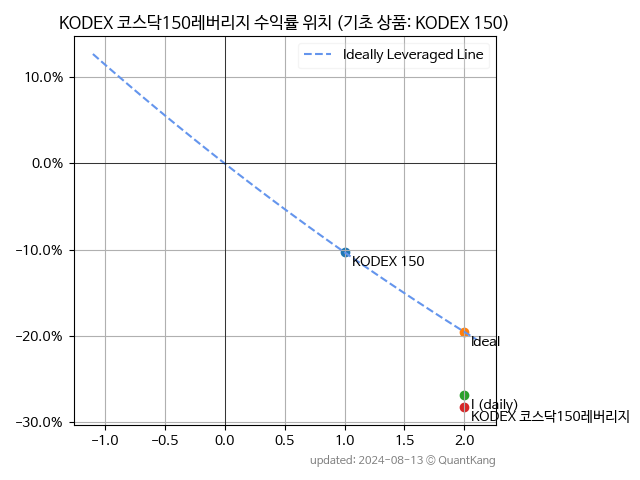 KODEX 코스닥150레버리지 수익률 위치 (기초 상품: KODEX 150)
Ideally Leveraged Line
10.0%
0.0%
−10.0%
KODEX 150
−20.0%
Ideal
I (daily)
KODEX 코스닥150레버리지
−30.0%
−1.0 −0.5 0.0 0.5 1.0 1.5 2.0
updated: 2024-08-13 © QuantKang